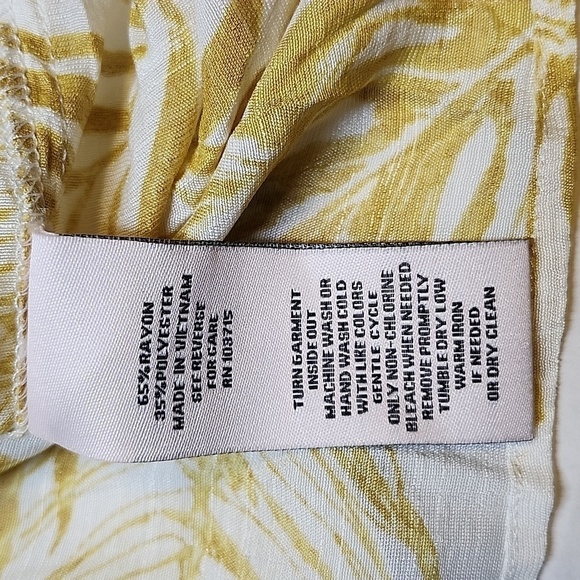 65% RAYON
35% POLYESTER
MADE IN VIETNAM
SEE REVERSE
FOR CARE
RN 108715
TURN GARMENT
INSIDE OUT
MACHINE WASH OR
HAND WASH COLD
WITH LIKE COLORS
GENTLE CYCLE
ONLY NON-CHLORINE
BLEACH WHEN NEEDED
REMOVE PROMPTLY
TUMBLE DRY LOW
WARM IRON
IF NEEDED
OR DRY CLEAN